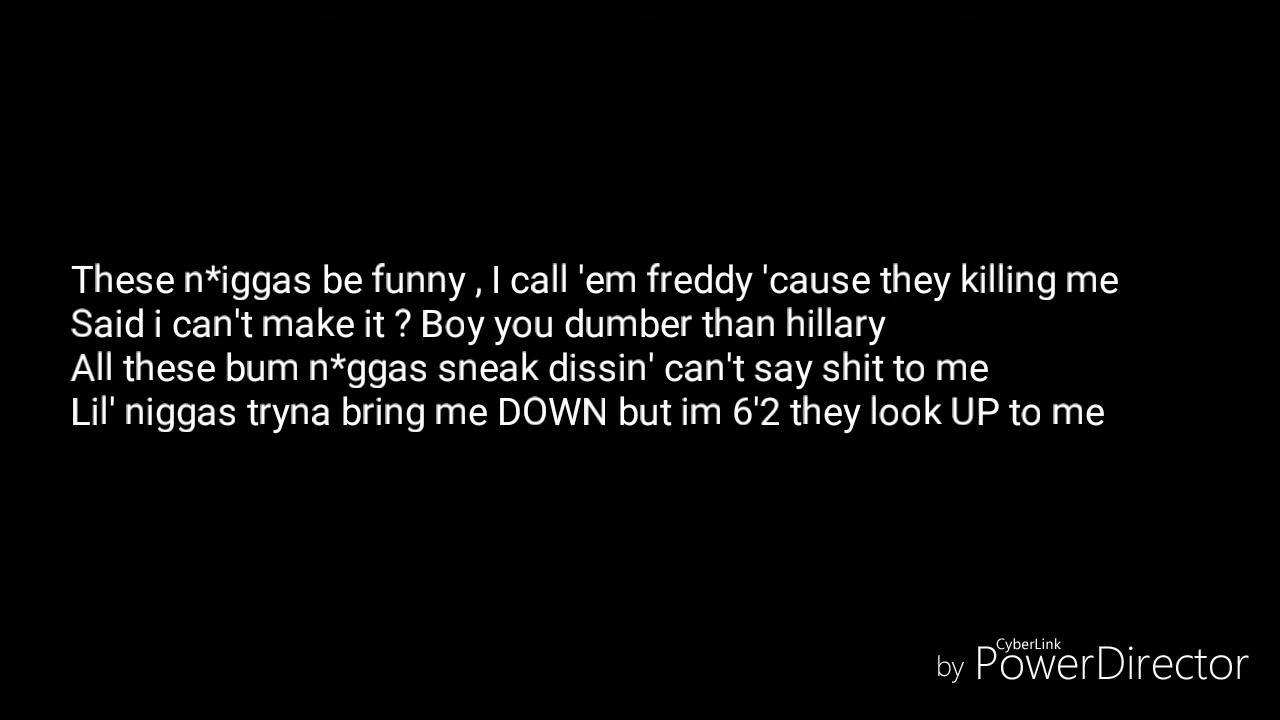 These n*iggas be funny , I call 'em freddy 'cause they killing me
Said i can't make it ? Boy you dumber than hillary
All these bum n*ggas sneak dissin' can't say shit to me
Lil' niggas tryna bring me DOWN but im 6'2 they look UP to me
CyberLink
by PowerDirector